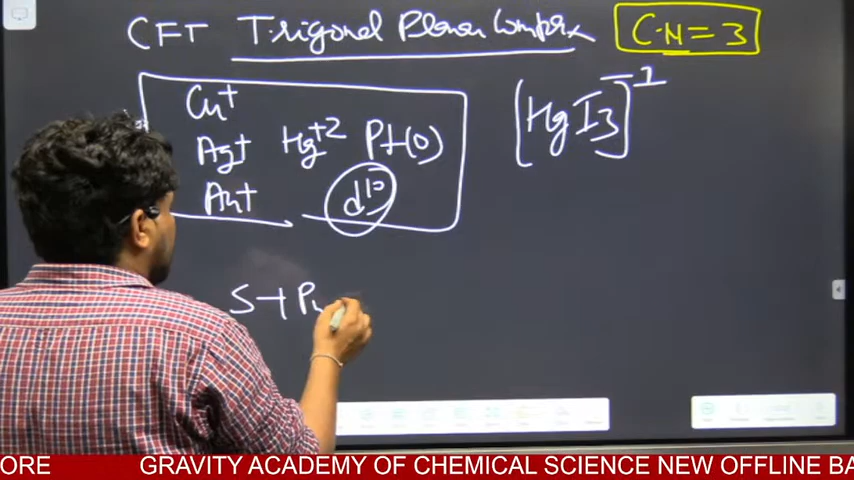 CFT Trigonal Planar Complex
C·N = 3
Cu+
Ag+ Hg+2 Pt(0)
Au+ d10
[HgI3]-1
S+P
ORE GRAVITY ACADEMY OF CHEMICAL SCIENCE NEW OFFLINE BA